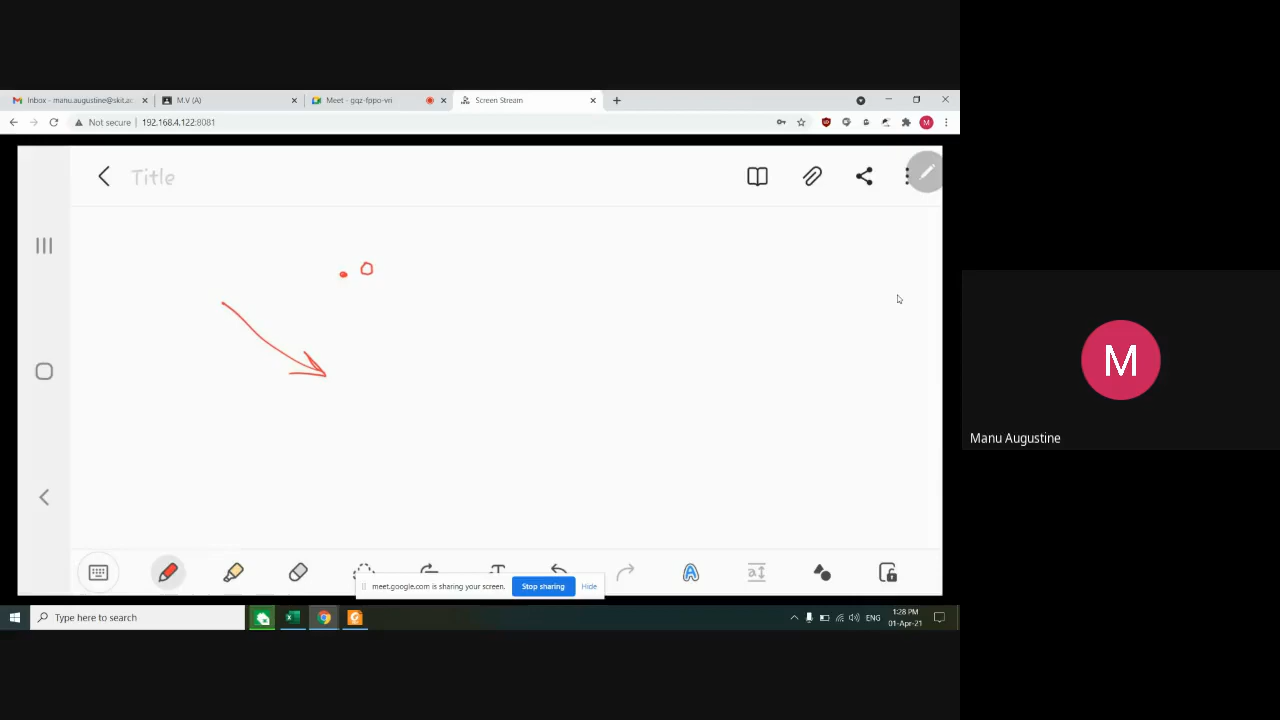 Inbox - manu.augustine@skit.ac
M.V (A)
Meet - gqz-fppo-vri
Screen Stream
Not secure
192.168.4.122:8081
M
Title
o
A
meet.google.com is sharing your screen.
Stop sharing
Hide
Type here to search
ENG
1:28 PM
01-Apr-21
M
Manu Augustine